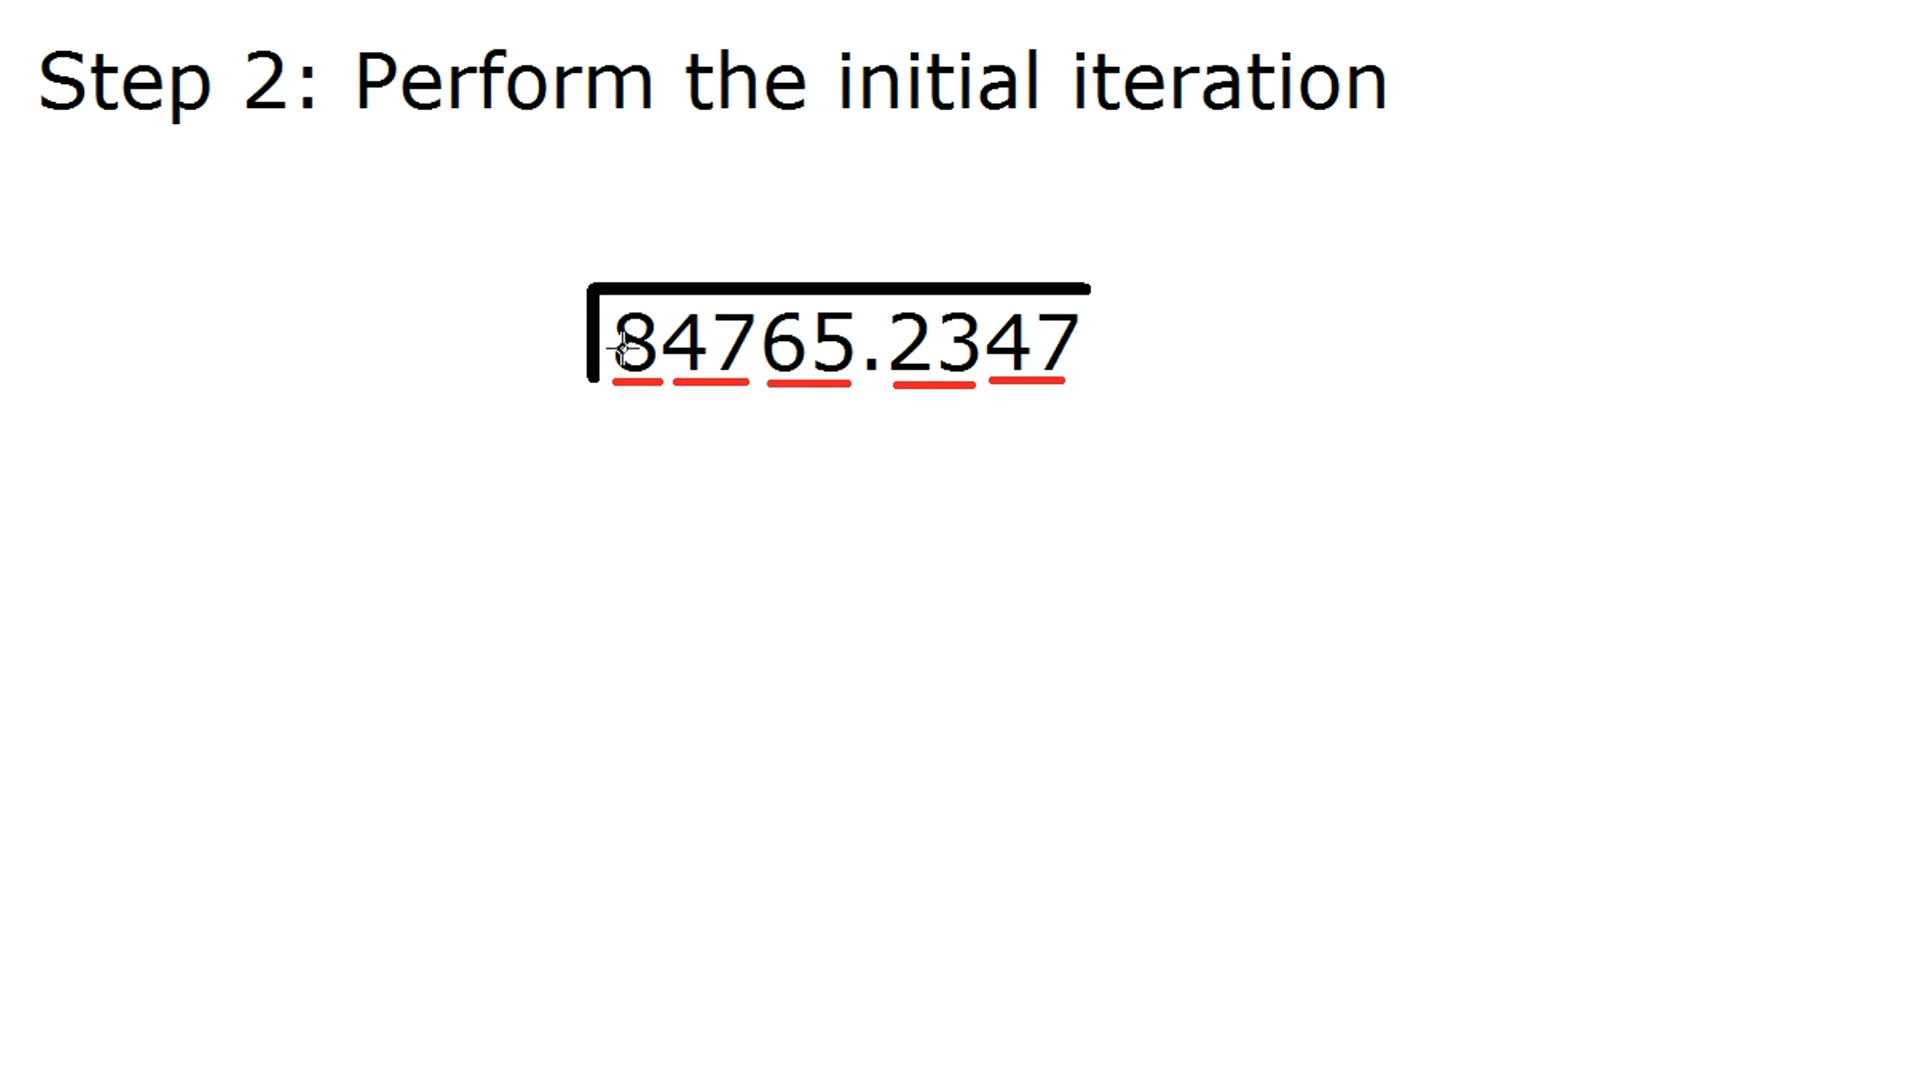 Step 2: Perform the initial iteration
84765.2347